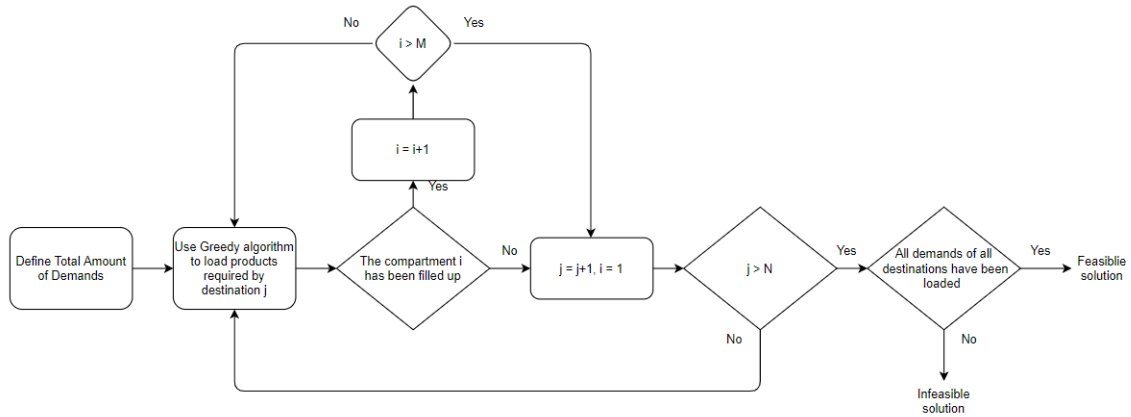 No
Yes
i > M
i = i+1
Yes
Define Total Amount
of Demands
Use Greedy algorithm
to load products
required by
destination j
The compartment i
has been filled up
No
j = j+1, i = 1
j > N
Yes
No
All demands of all
destinations have been
loaded
Yes
Feasiblie
solution
No
Infeasible
solution